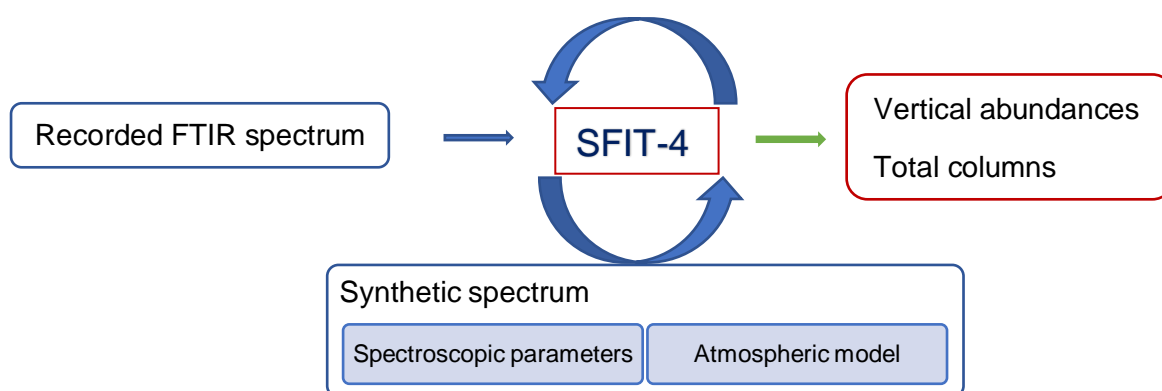 Recorded FTIR spectrum
SFIT-4
Vertical abundances
Total columns
Synthetic spectrum
Spectroscopic parameters
Atmospheric model